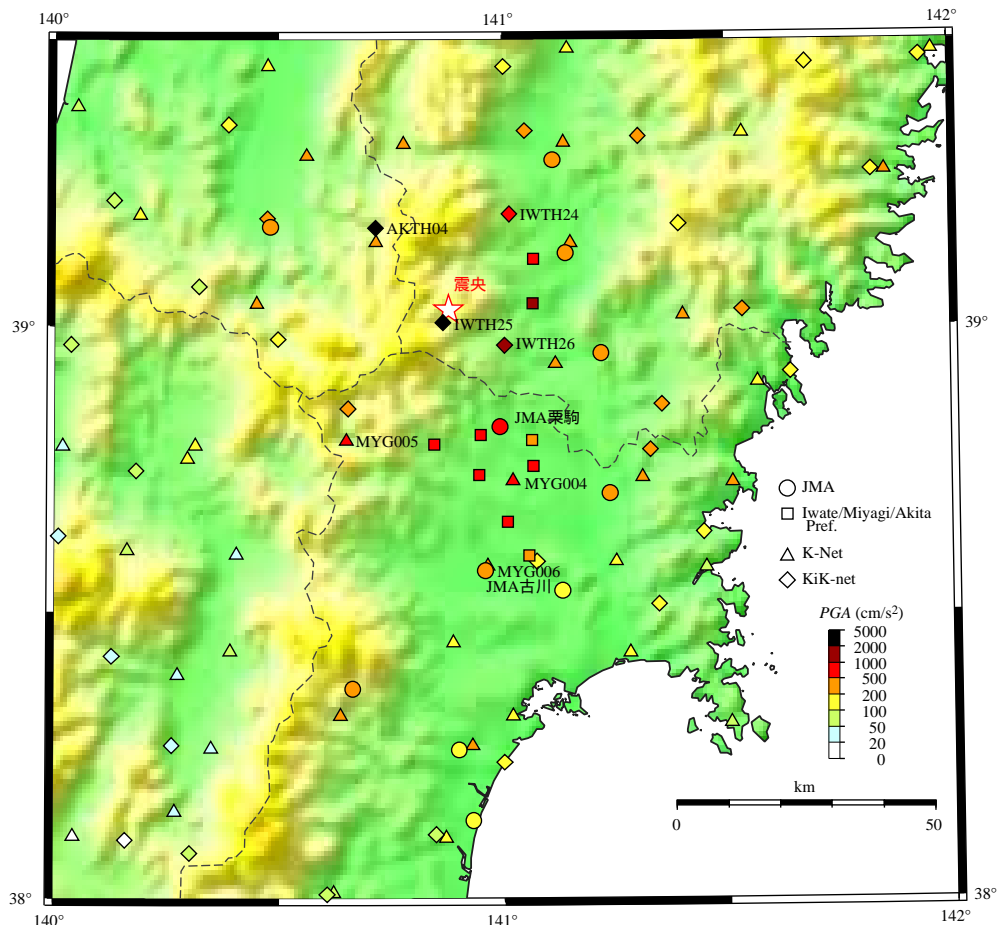 140°
141°
142°
IWTH24
AKTH04
震央
39°
39°
IWTH25
IWTH26
JMA栗駒
MYG005
MYG004
JMA
Iwate/Miyagi/Akita
Pref.
K-Net
KiK-net
MYG006
JMA古川
PGA (cm/s²)
5000
2000
1000
500
200
100
50
20
0
km
0
50
38°
38°
140°
141°
142°